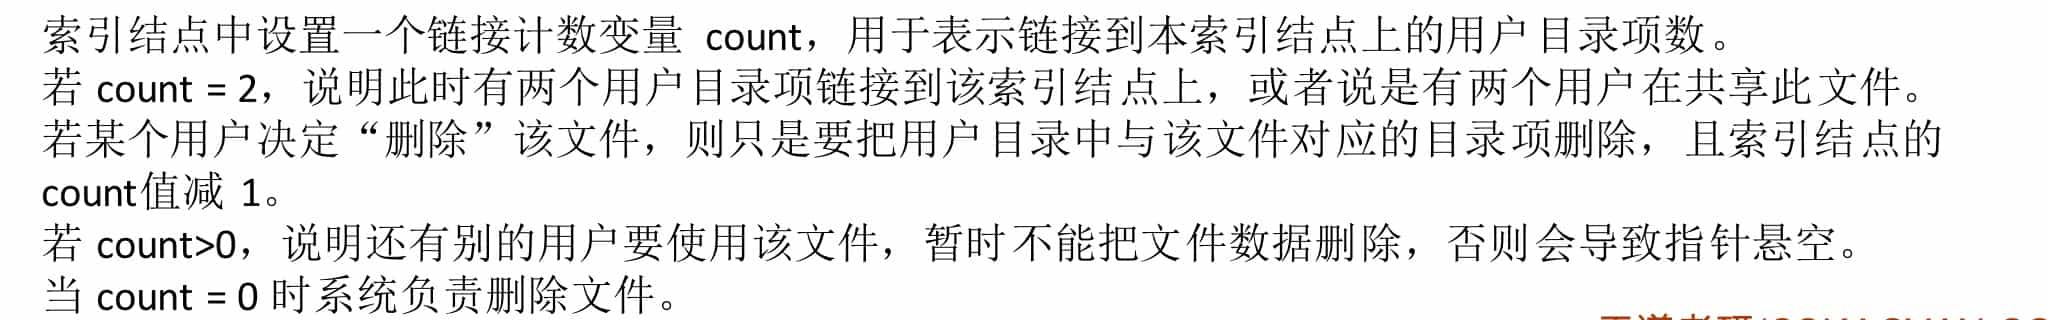 索引结点中设置一个链接计数变量 count，用于表示链接到本索引结点上的用户目录项数。
若 count = 2，说明此时有两个用户目录项链接到该索引结点上，或者说是有两个用户在共享此文件。
若某个用户决定“删除”该文件，则只是要把用户目录中与该文件对应的目录项删除，且索引结点的
count值减 1。
若 count>0，说明还有别的用户要使用该文件，暂时不能把文件数据删除，否则会导致指针悬空。
当 count = 0 时系统负责删除文件。